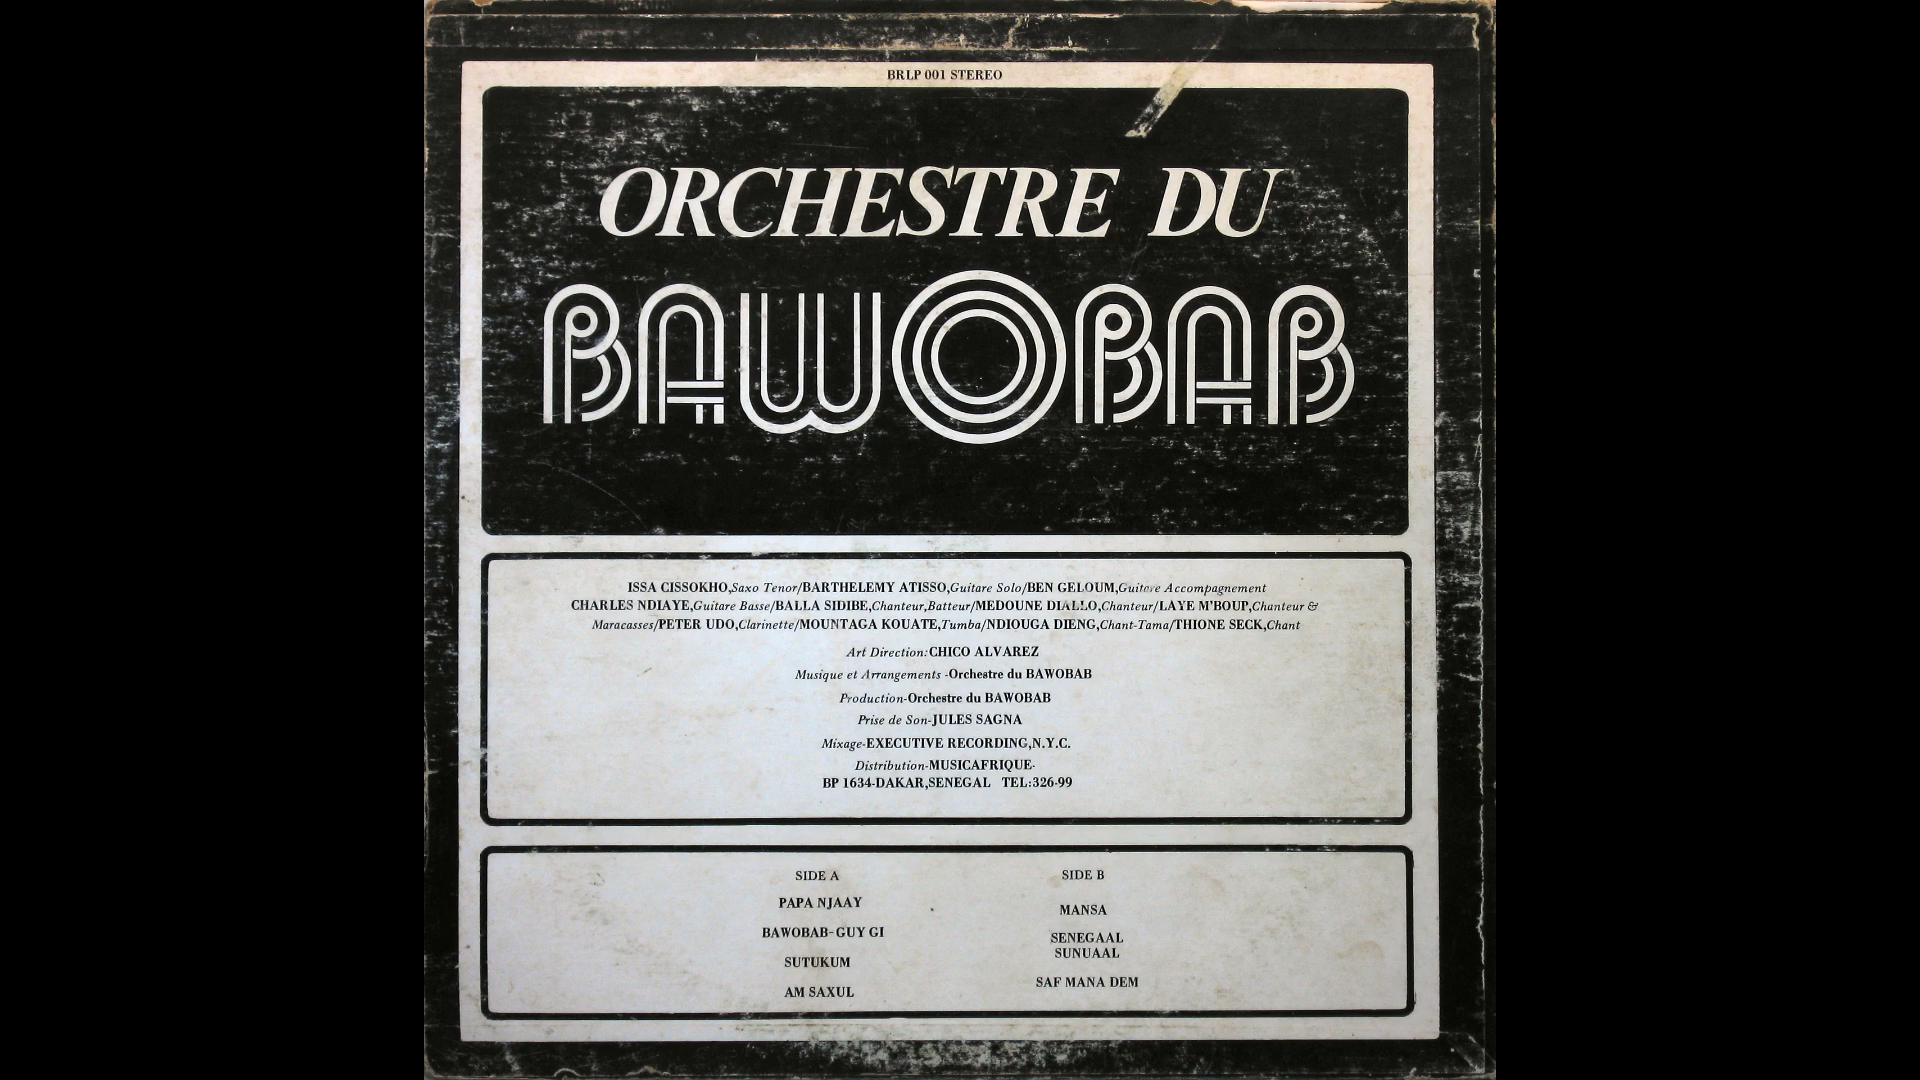 BRLP 001 STEREO
ORCHESTRE DU
BAWOBAB
ISSA CISSOKHO,Saxo Tenor/BARTHELEMY ATISSO,Guitare Solo/BEN GELOUM,Guitare Accompagnement
CHARLES NDIAYE,Guitare Basse/BALLA SIDIBE,Chanteur,Batteur/MEDOUNE DIALLO,Chanteur/LAYE M'BOUP,Chanteur &
Maracasses/PETER UDO,Clarinette/MOUNTAGA KOUATE,Tumba/NDIOUGA DIENG,Chant-Tama/THIONE SECK,Chant
Art Direction:CHICO ALVAREZ
Musique et Arrangements -Orchestre du BAWOBAB
Production-Orchestre du BAWOBAB
Prise de Son-JULES SAGNA
Mixage-EXECUTIVE RECORDING,N.Y.C.
Distribution-MUSICAFRIQUE-
BP 1634-DAKAR,SENEGAL TEL:326-99
SIDE A
PAPA NJAAY
BAWOBAB-GUY GI
SUTUKUM
AM SAXUL
SIDE B
MANSA
SENEGAAL
SUNUAAL
SAF MANA DEM